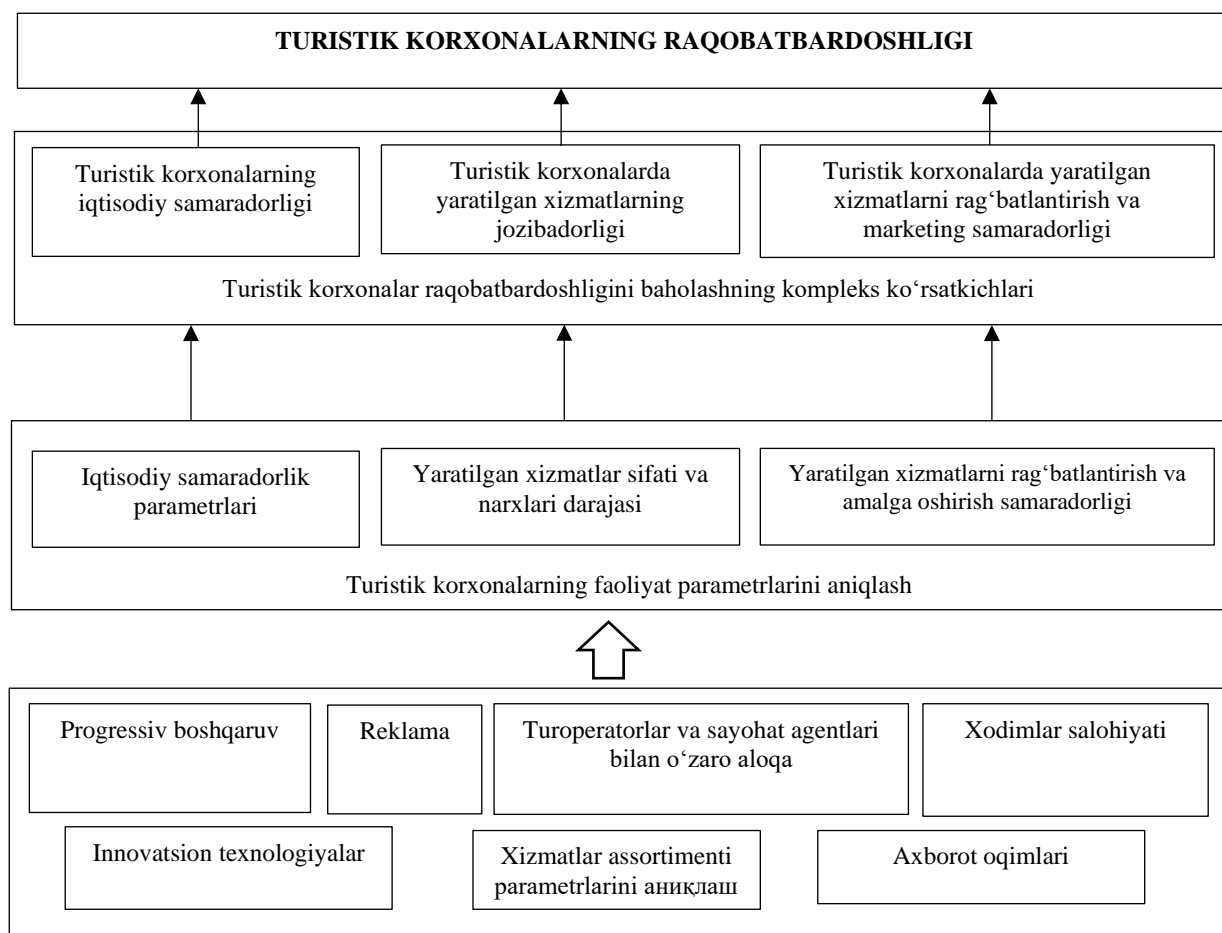 TURISTIK KORXONALARNING RAQOBATBARDOSHLIGI
Turistik korxonalarning
iqtisodiy samaradorligi
Turistik korxonalarda
yaratilgan xizmatlarning
jozibadorligi
Turistik korxonalarda yaratilgan
xizmatlarni rag‘batlantirish va
marketing samaradorligi
Turistik korxonalar raqobatbardoshligini baholashning kompleks ko‘rsatkichlari
Iqtisodiy samaradorlik
parametrlari
Yaratilgan xizmatlar sifati va
narxlari darajasi
Yaratilgan xizmatlarni rag‘batlantirish va
amalga oshirish samaradorligi
Turistik korxonalarning faoliyat parametrlarini aniqlash
Progressiv boshqaruv
Reklama
Turoperatorlar va sayohat agentlari
bilan o‘zaro aloqa
Xodimlar salohiyati
Innovatsion texnologiyalar
Xizmatlar assortimenti
parametrlarini аниқлаш
Axborot oqimlari